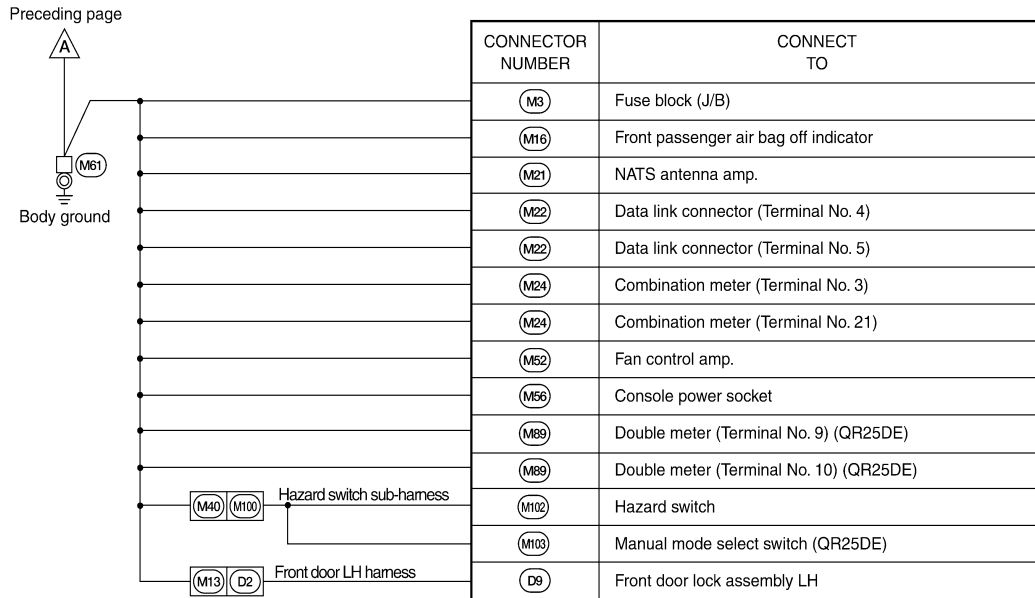 Preceding page
A
M61
Body ground
CONNECTOR NUMBER CONNECT TO
M3 Fuse block (J/B)
M16 Front passenger air bag off indicator
M21 NATS antenna amp.
M22 Data link connector (Terminal No. 4)
M22 Data link connector (Terminal No. 5)
M24 Combination meter (Terminal No. 3)
M24 Combination meter (Terminal No. 21)
M52 Fan control amp.
M56 Console power socket
M89 Double meter (Terminal No. 9) (QR25DE)
M89 Double meter (Terminal No. 10) (QR25DE)
M40 M100 Hazard switch sub-harness M102 Hazard switch
M103 Manual mode select switch (QR25DE)
M13 D2 Front door LH harness D9 Front door lock assembly LH